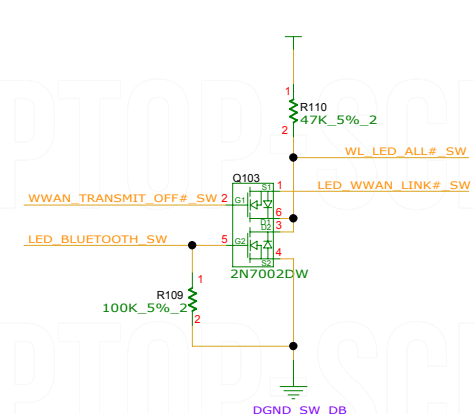 1
R110
47K_5%_2
2
WL_LED_ALL#_SW
Q103
S1 1 LED_WWAN_LINK#_SW
WWAN_TRANSMIT_OFF#_SW 2 G1
6
D1
D2 3
LED_BLUETOOTH_SW 5 G2
4
S2
2N7002DW
1
R109
100K_5%_2
2
DGND_SW_DB